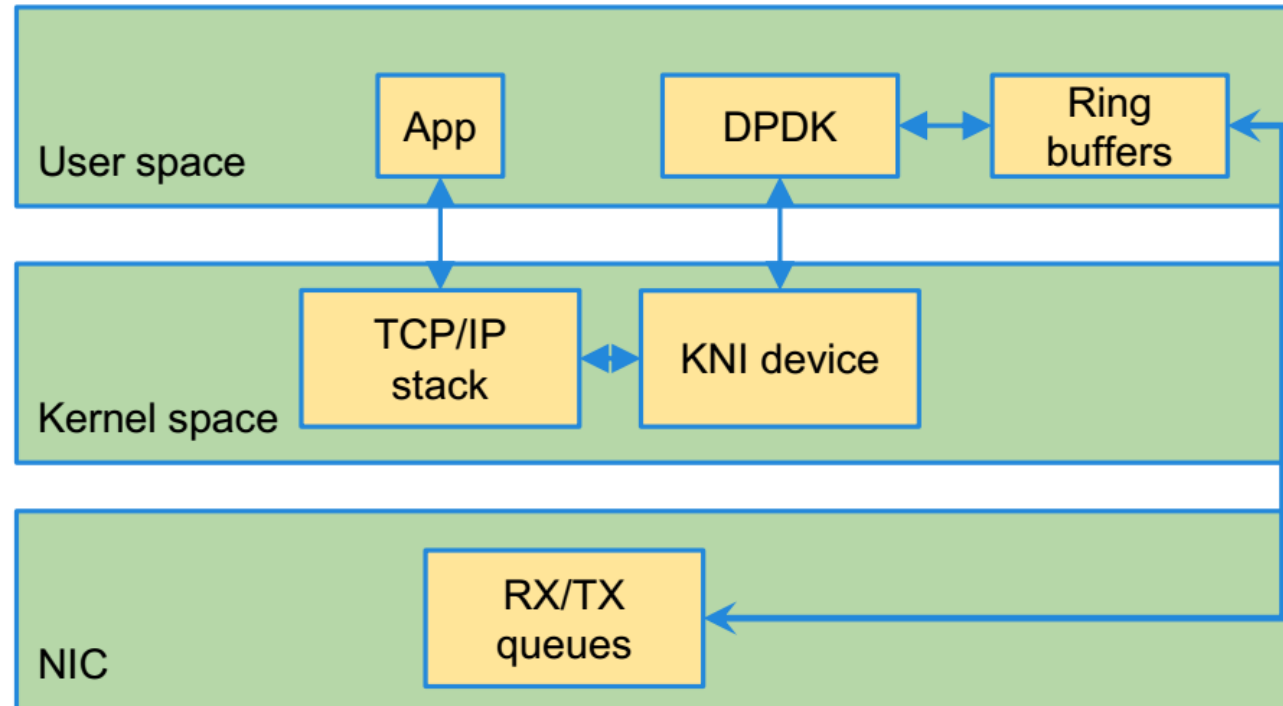 App
DPDK
Ring
buffers
User space
TCP/IP
stack
KNI device
Kernel space
RX/TX
queues
NIC